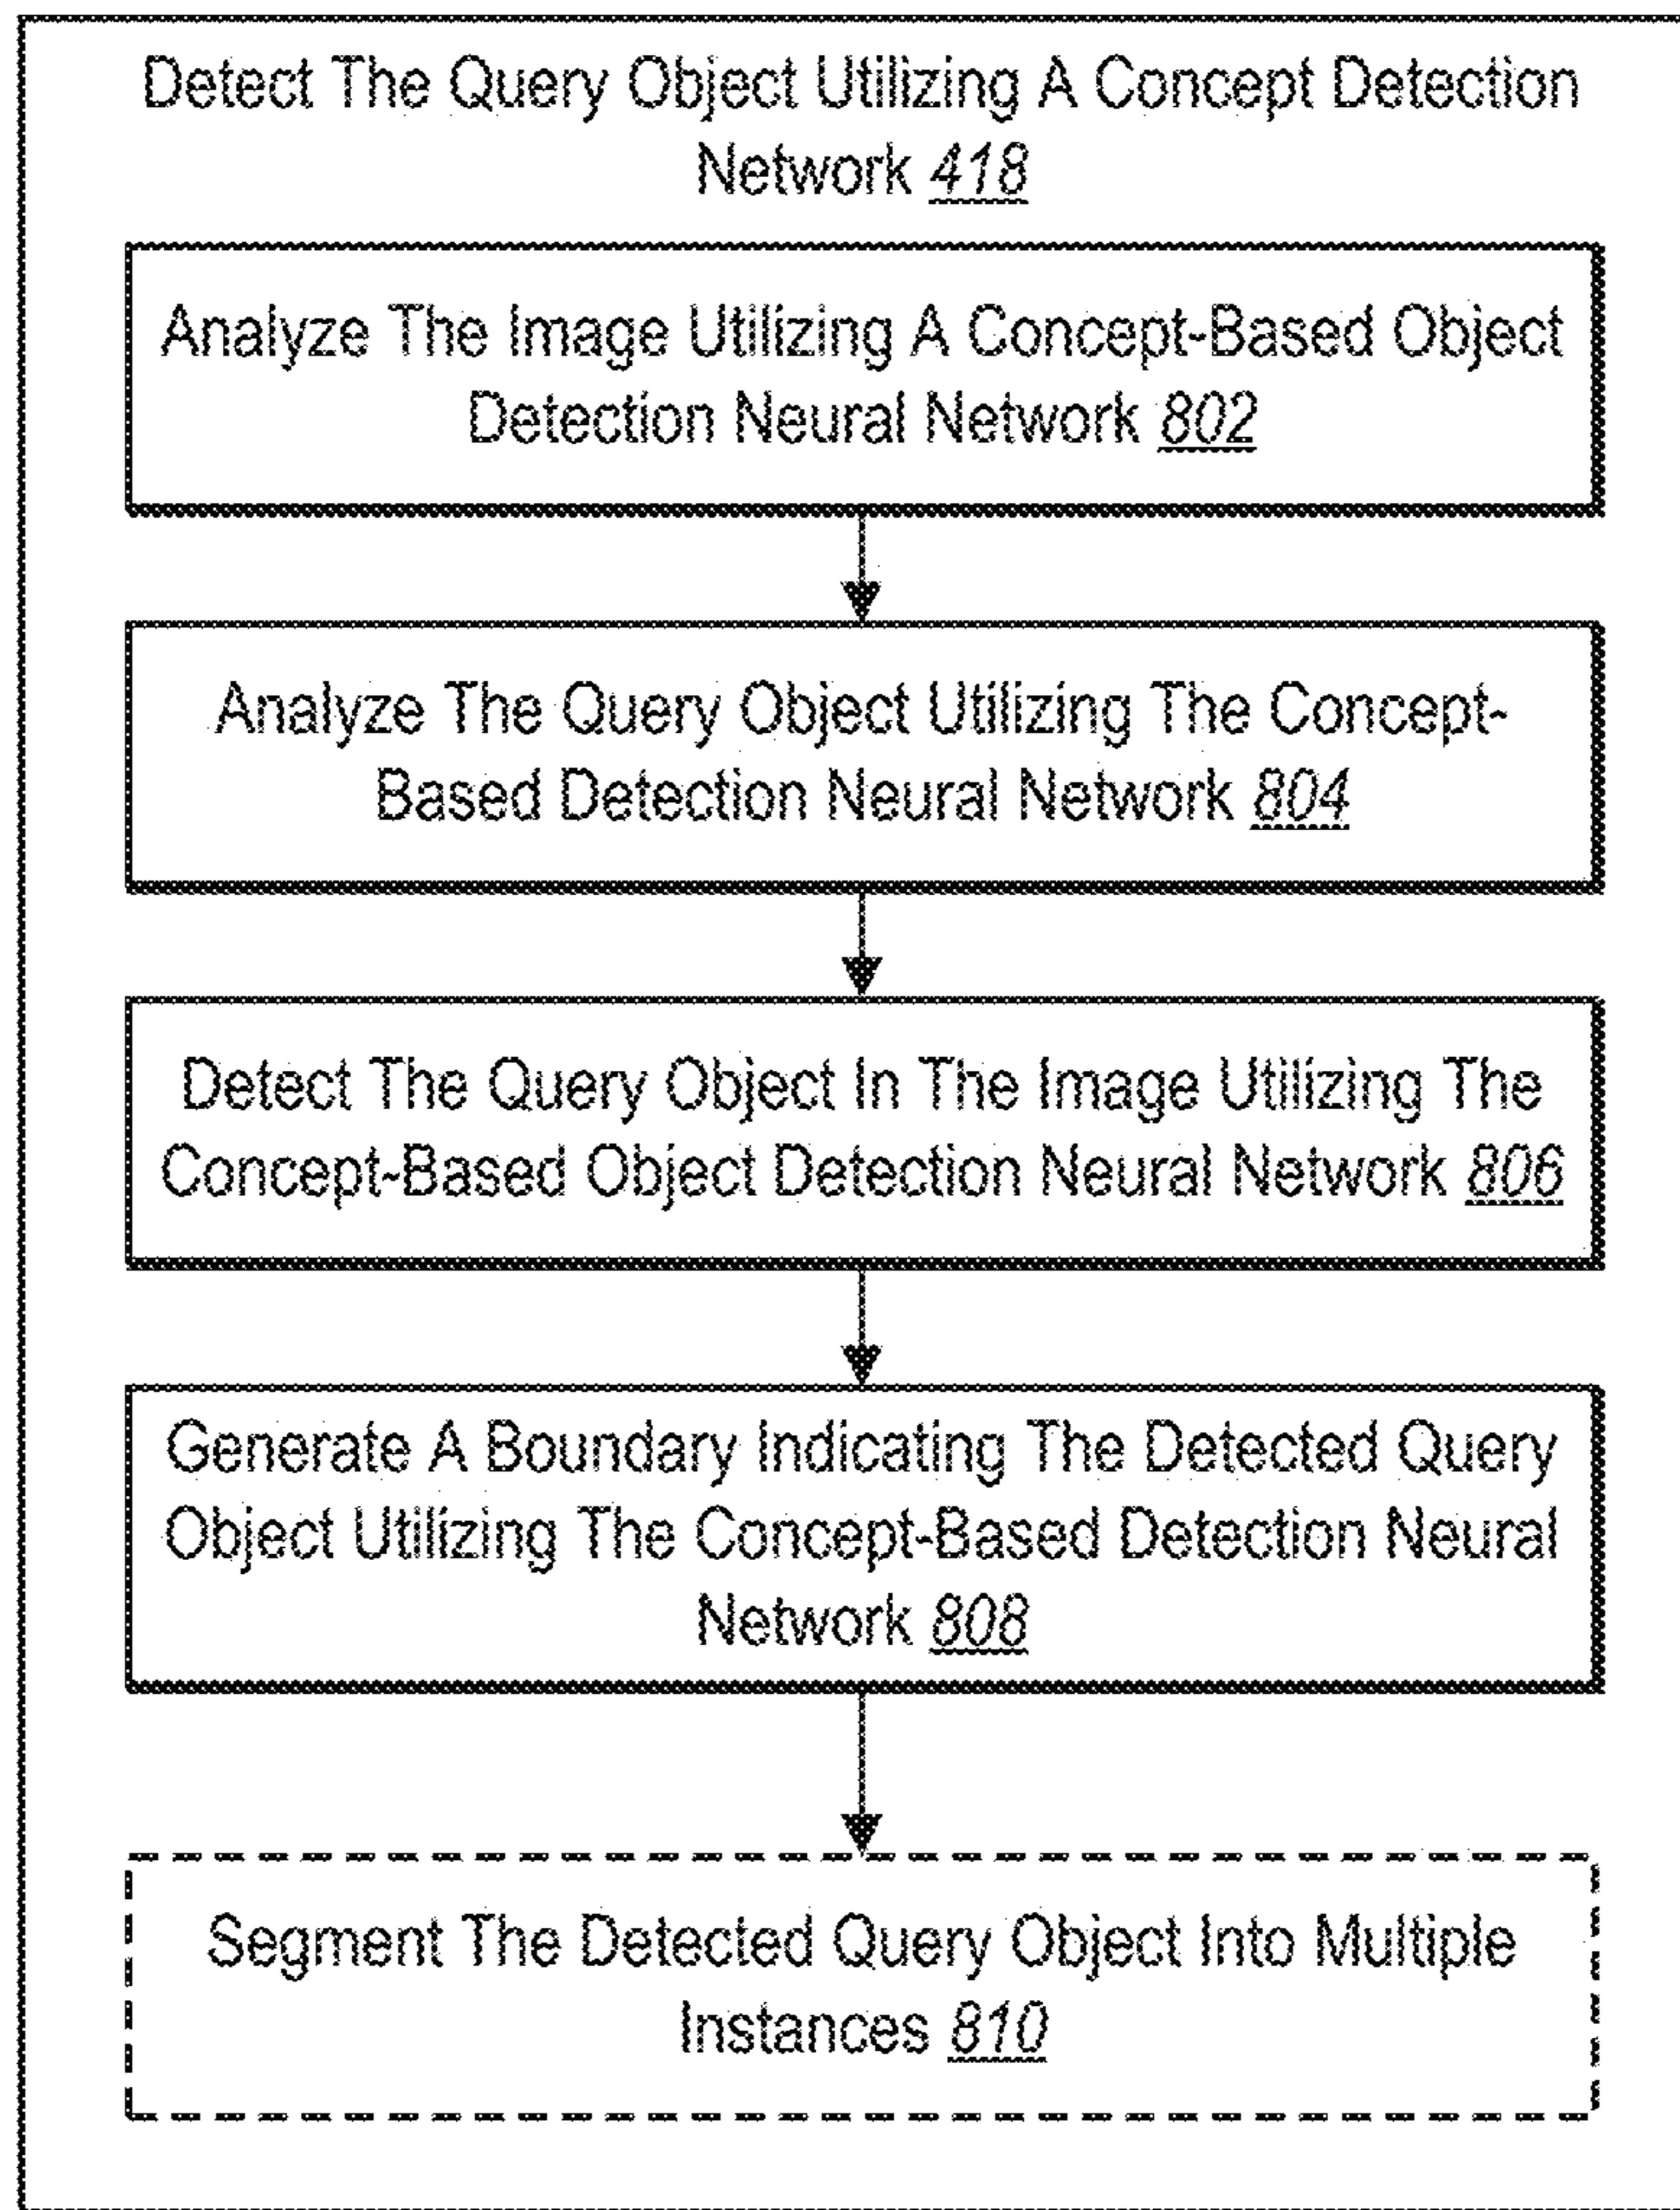 Detect The Query Object Utilizing A Concept Detection
Network 418
Analyze The Image Utilizing A Concept-Based Object
Detection Neural Network 802
Analyze The Query Object Utilizing The Concept-
Based Detection Neural Network 804
Detect The Query Object In The Image Utilizing The
Concept-Based Object Detection Neural Network 806
Generate A Boundary Indicating The Detected Query
Object Utilizing The Concept-Based Detection Neural
Network 808
Segment The Detected Query Object Into Multiple
Instances 810